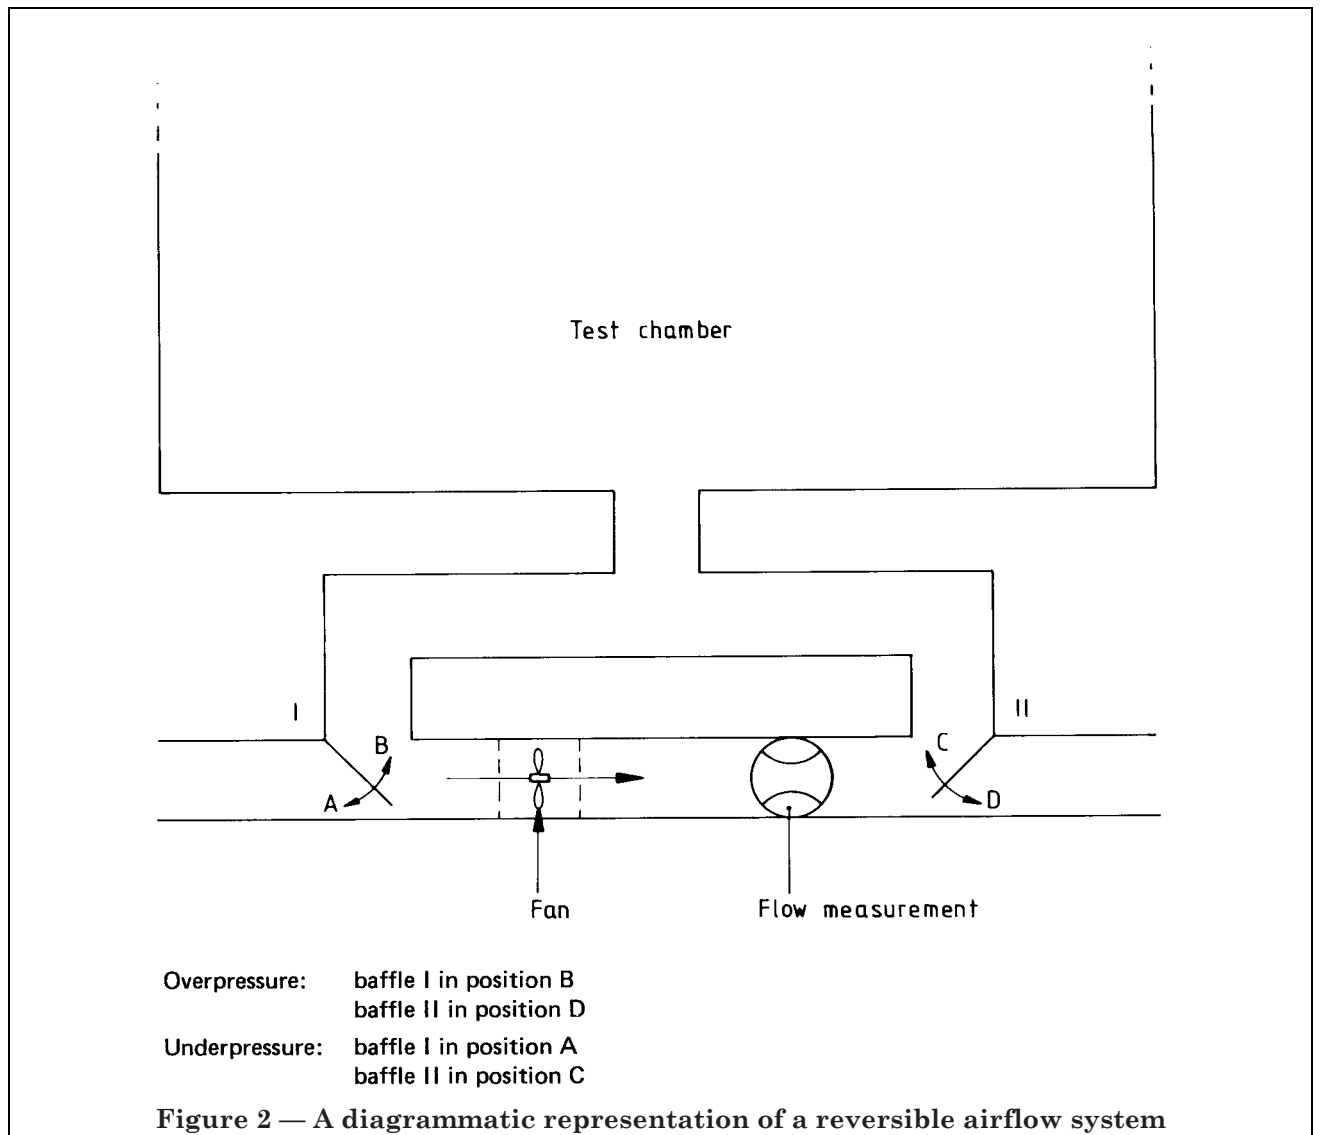 Test chamber
I
II
B
C
A
D
Fan
Flow measurement
Overpressure: baffle I in position B
baffle II in position D
Underpressure: baffle I in position A
baffle II in position C
Figure 2 — A diagrammatic representation of a reversible airflow system